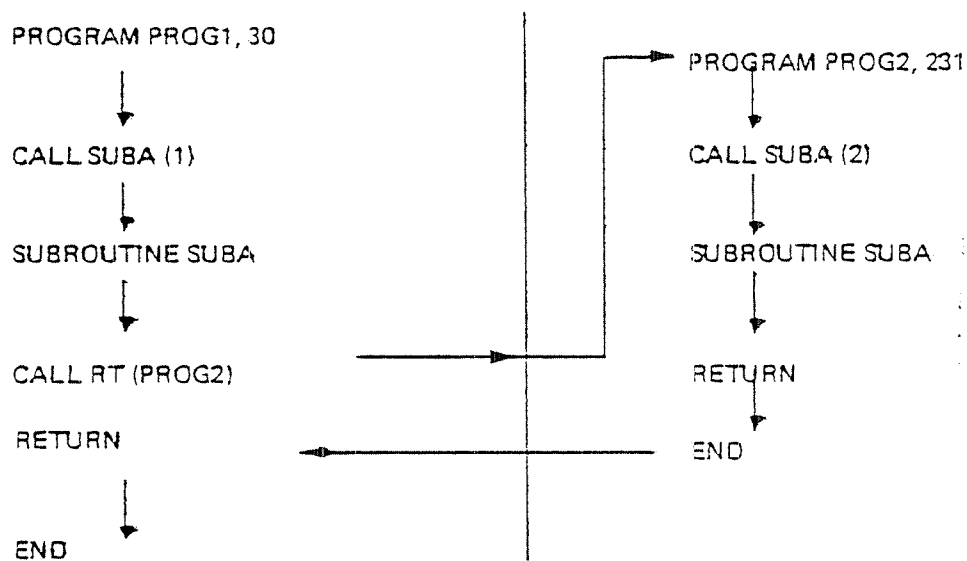 PROGRAM PROG1, 30
CALL SUBA (1)
SUBROUTINE SUBA
CALL RT (PROG2)
RETURN
END
PROGRAM PROG2, 231
CALL SUBA (2)
SUBROUTINE SUBA
RETURN
END